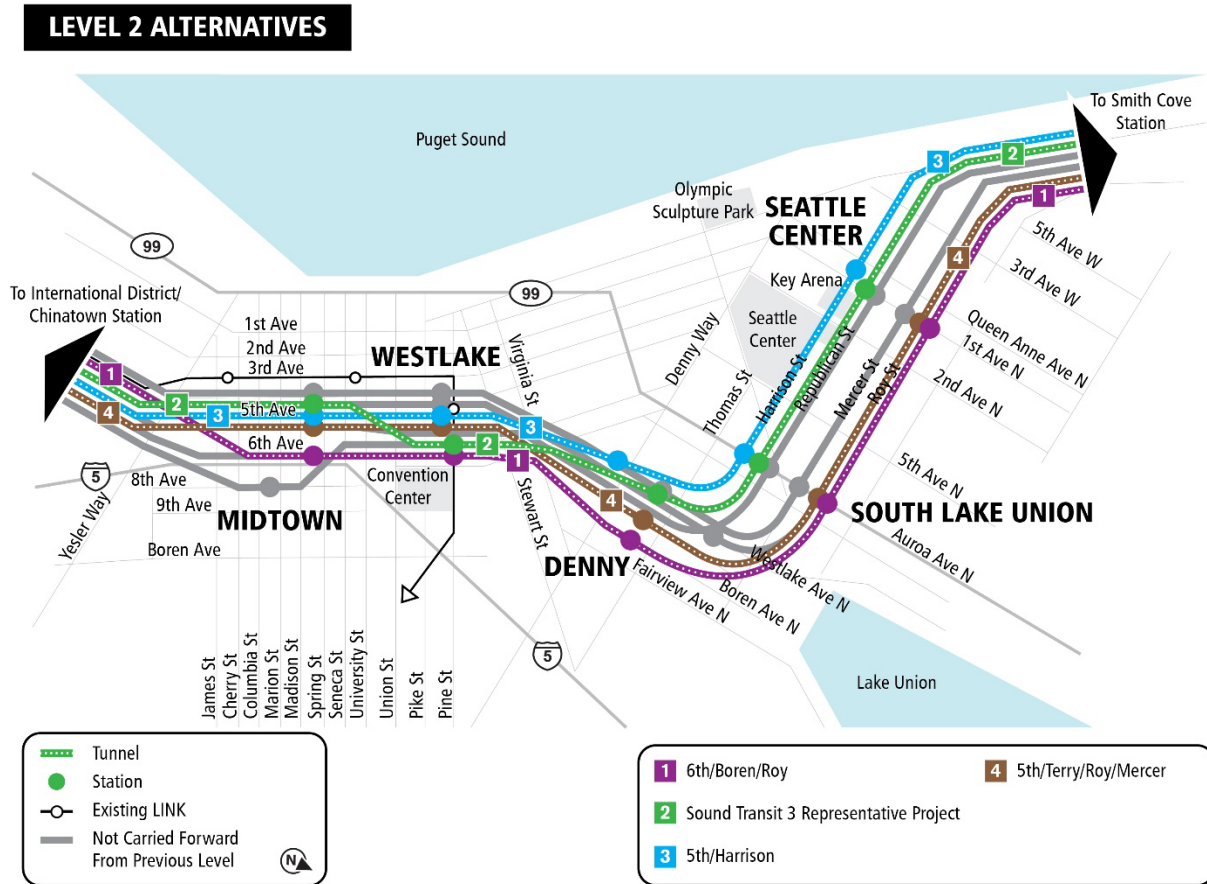 LEVEL 2 ALTERNATIVES
To Smith Cove
Station
Puget Sound
Olympic
Sculpture Park
SEATTLE
CENTER
3
2
1
4
5th Ave W
3rd Ave W
Queen Anne Ave N
1st Ave N
2nd Ave N
99
99
Key Arena
Seattle
Center
To International District/
Chinatown Station
1st Ave
2nd Ave
3rd Ave
WESTLAKE
Virginia St
Denny Way
Thomas St
Harrison St
Republican St
Mercer St
Roy St
1
2
3
4
5th Ave
6th Ave
2
3
1
4
5
8th Ave
9th Ave
Convention
Center
MIDTOWN
Yesler Way
Boren Ave
Stewart St
DENNY
Fairview Ave N
Boren Ave N
Westlake Ave N
5th Ave N
SOUTH LAKE UNION
Auroa Ave N
5
Lake Union
James St
Cherry St
Columbia St
Marion St
Madison St
Spring St
Seneca St
University St
Union St
Pike St
Pine St
Tunnel
Station
Existing LINK
Not Carried Forward
From Previous Level
N
1 6th/Boren/Roy
4 5th/Terry/Roy/Mercer
2 Sound Transit 3 Representative Project
3 5th/Harrison